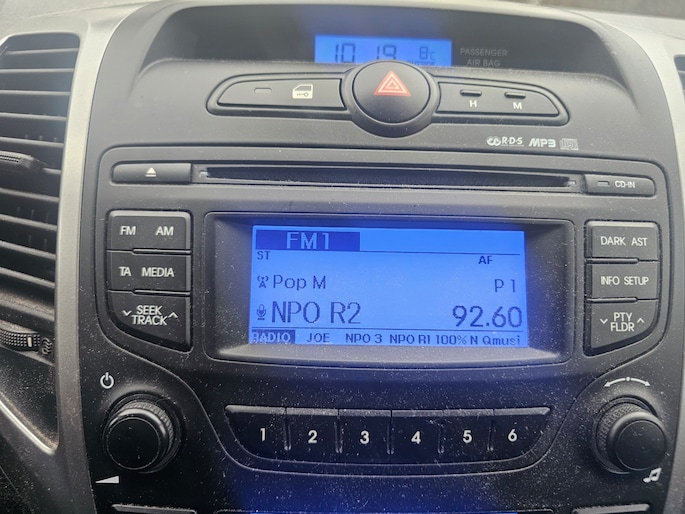 10 19 8°C
PASSENGER
AIR BAG
H M
R·D·S MP3
CD-IN
FM AM
TA MEDIA
SEEK
TRACK
FM1
ST AF
Pop M P1
NPO R2 92.60
RADIO JOE NPO 3 NPO R1 100% N Qmusi
DARK AST
INFO SETUP
PTY
FLDR
1 2 3 4 5 6